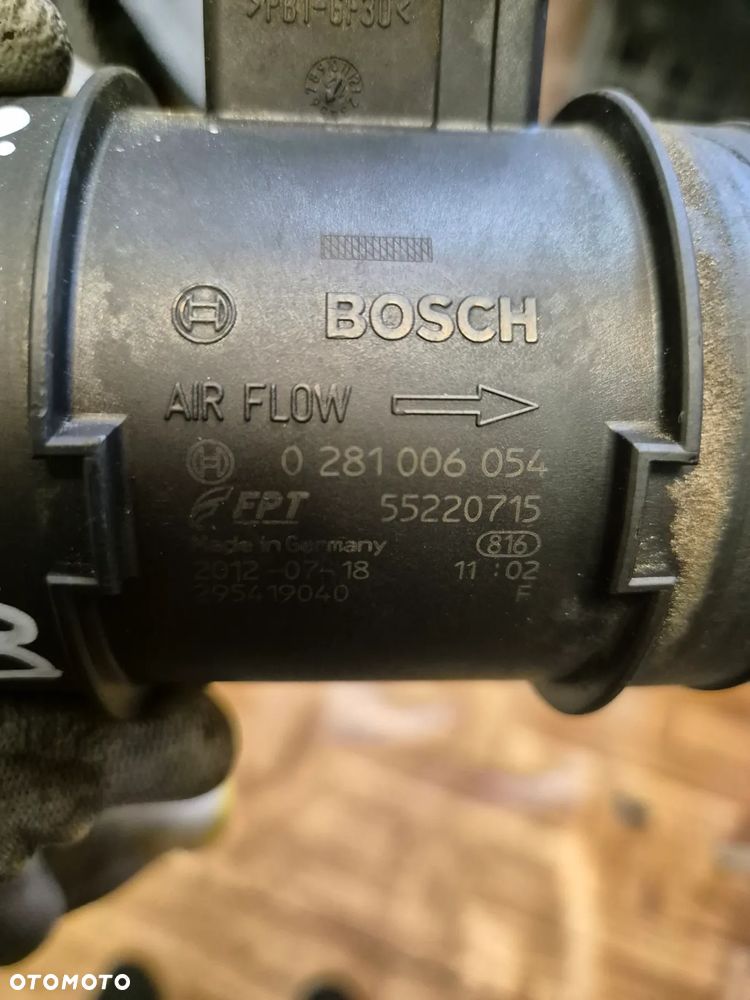 >PBT-GF30<
BOSCH
AIR FLOW
0 281 006 054
FPT 55220715
Made in Germany 816
2012-07-18 11:02
295419040 F
OTOMOTO